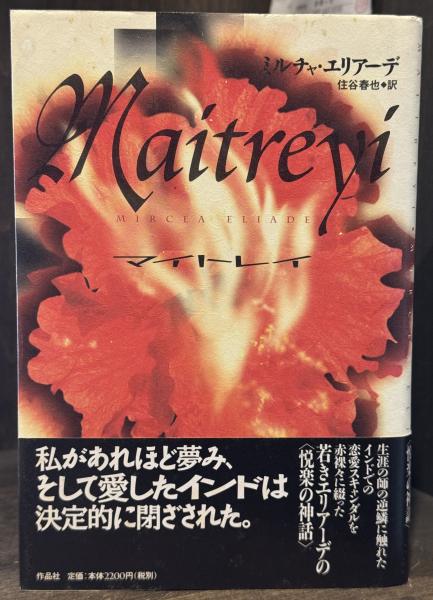 ミルチャ・エリアーデ
住谷春也◆訳
Maitreyi
MIRCEA ELIADE
マイトレイ
私があれほど夢み、
そして愛したインドは
決定的に閉ざされた。
生涯の師の逆鱗に触れた
インドでの
恋愛スキャンダルを
赤裸々に綴った
若きエリアーデの
〈悦楽の神話〉
作品社 定価:本体2200円(税別)